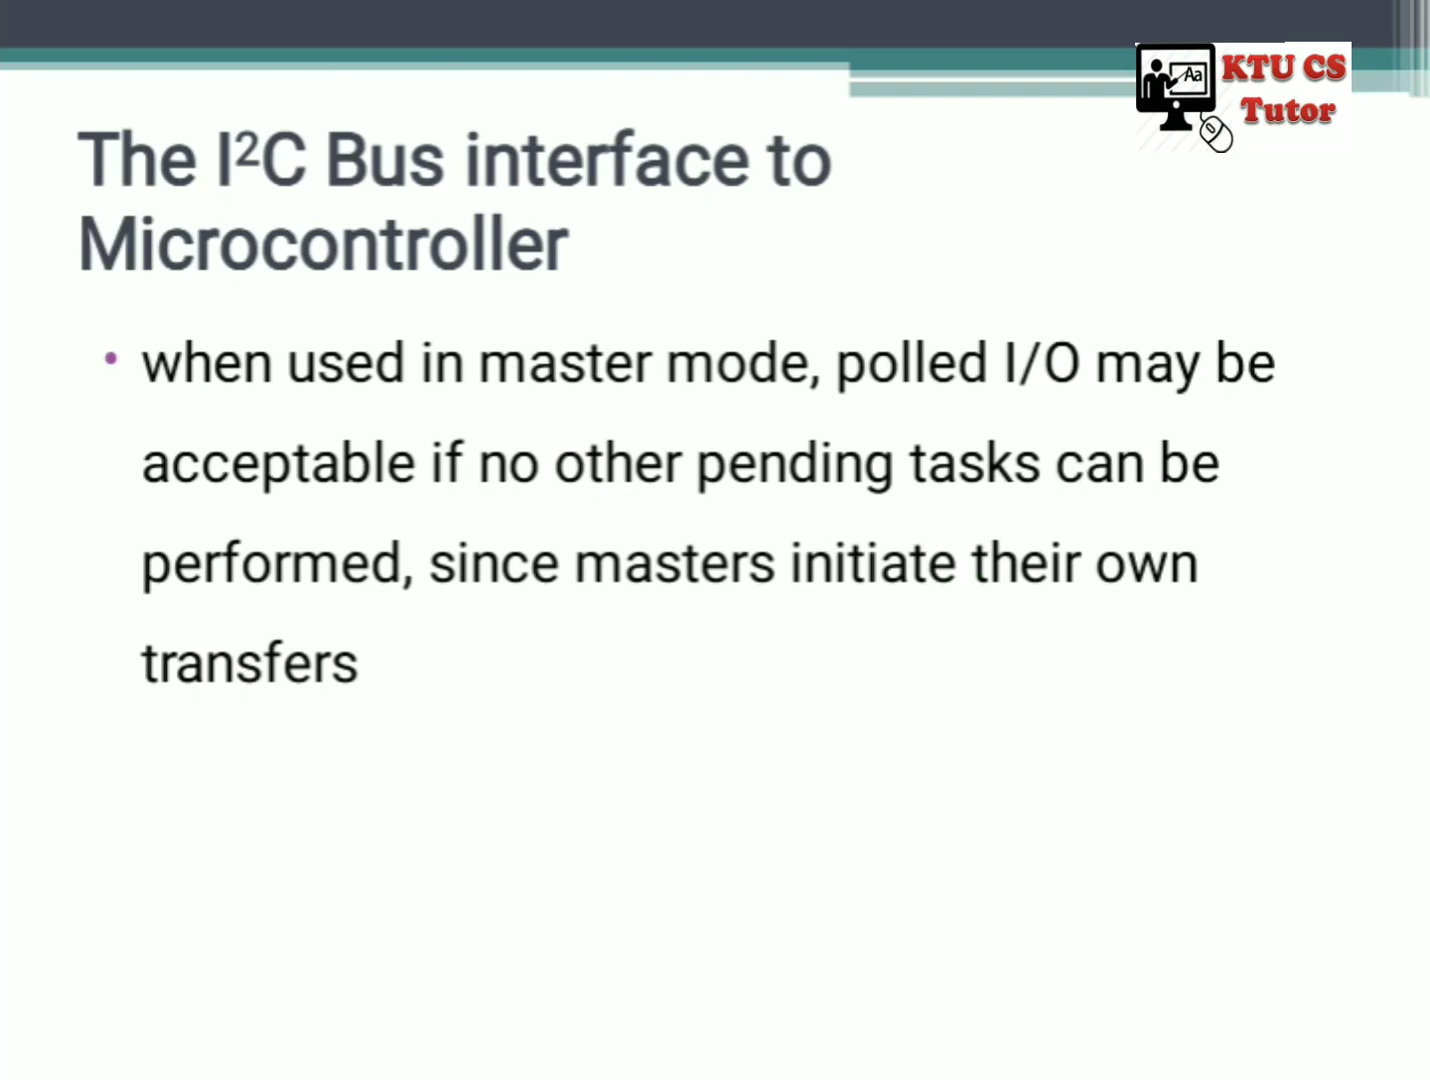 Aa
KTU CS
Tutor
The I²C Bus interface to
Microcontroller
• when used in master mode, polled I/O may be
acceptable if no other pending tasks can be
performed, since masters initiate their own
transfers